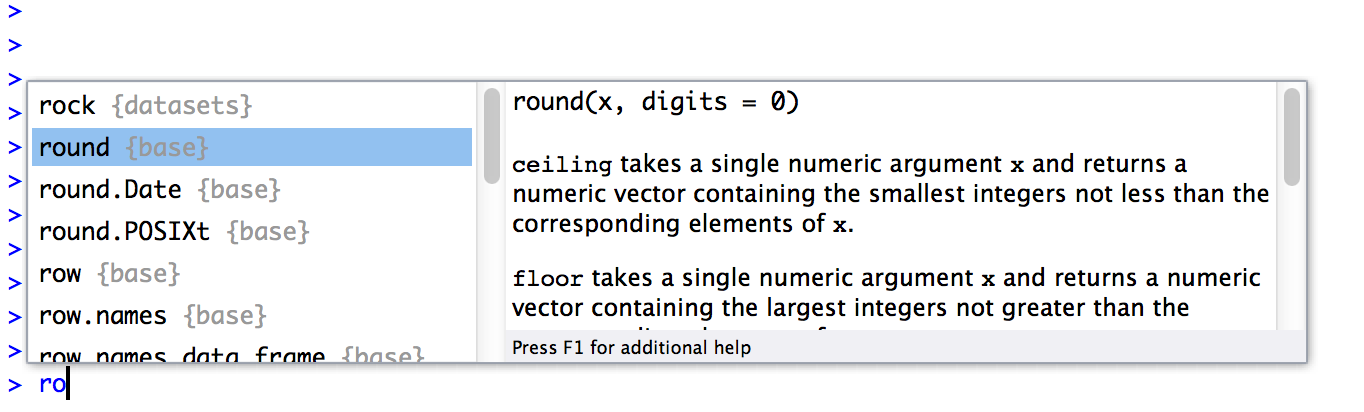 >
>
>
>
>
>
>
>
>
>
>
rock {datasets}
round {base}
round.Date {base}
round.POSIXt {base}
row {base}
row.names {base}
row.names.data.frame {base}
round(x, digits = 0)
ceiling takes a single numeric argument x and returns a
numeric vector containing the smallest integers not less than the
corresponding elements of x.
floor takes a single numeric argument x and returns a numeric
vector containing the largest integers not greater than the
Press F1 for additional help
> ro